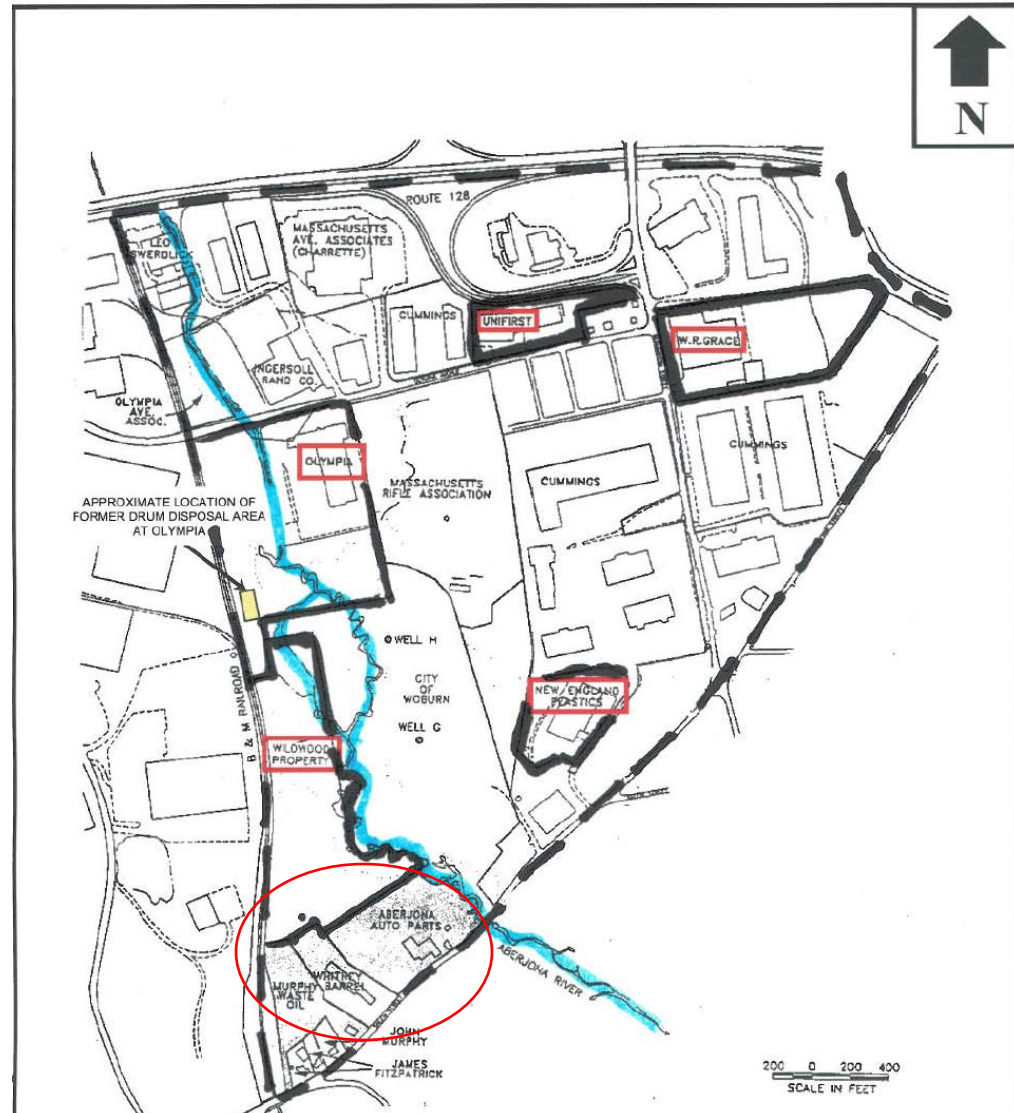 N
ROUTE 128
LEO
SWERDLICK
MASSACHUSETTS
AVE. ASSOCIATES
(CHARRETTE)
CUMMINGS
UNIFIRST
W.R.GRACE
INGERSOLL
RAND CO.
OLYMPIA
AVE.
ASSOC.
OLYMPIA
CUMMINGS
MASSACHUSETTS
RIFLE ASSOCIATION
CUMMINGS
APPROXIMATE LOCATION OF
FORMER DRUM DISPOSAL AREA
AT OLYMPIA
WELL H
B & M RAILROAD
CITY
OF
WOBURN
NEW ENGLAND
PLASTICS
WELL G
WILDWOOD
PROPERTY
ABERJONA
AUTO PARTS
ABERJONA RIVER
WHITNEY
BARREL
MURPHY
WASTE
OIL
JOHN
MURPHY
JAMES
FITZPATRICK
200 0 200 400
SCALE IN FEET